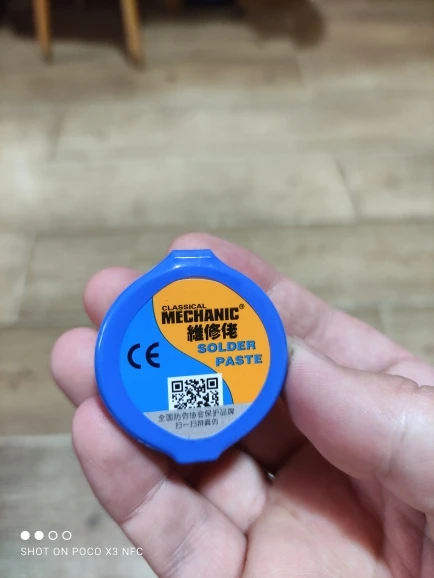 CLASSICAL
MECHANIC®
維修佬
SOLDER
PASTE
CE
全国防伪协会保护品牌
扫一扫辨真伪
SHOT ON POCO X3 NFC